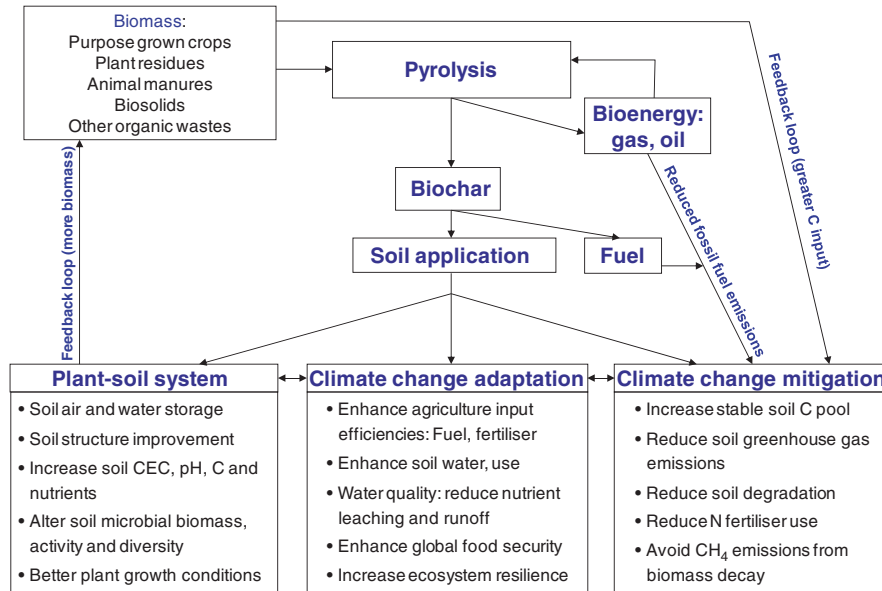 Biomass:
Purpose grown crops
Plant residues
Animal manures
Biosolids
Other organic wastes
Pyrolysis
Bioenergy:
gas, oil
Biochar
Soil application
Fuel
Feedback loop (more biomass)
Reduced fossil fuel emissions
Feedback loop (greater C input)
Plant-soil system
• Soil air and water storage
• Soil structure improvement
• Increase soil CEC, pH, C and
nutrients
• Alter soil microbial biomass,
activity and diversity
• Better plant growth conditions
Climate change adaptation
• Enhance agriculture input
efficiencies: Fuel, fertiliser
• Enhance soil water, use
• Water quality: reduce nutrient
leaching and runoff
• Enhance global food security
• Increase ecosystem resilience
Climate change mitigation
• Increase stable soil C pool
• Reduce soil greenhouse gas
emissions
• Reduce soil degradation
• Reduce N fertiliser use
• Avoid CH₄ emissions from
biomass decay